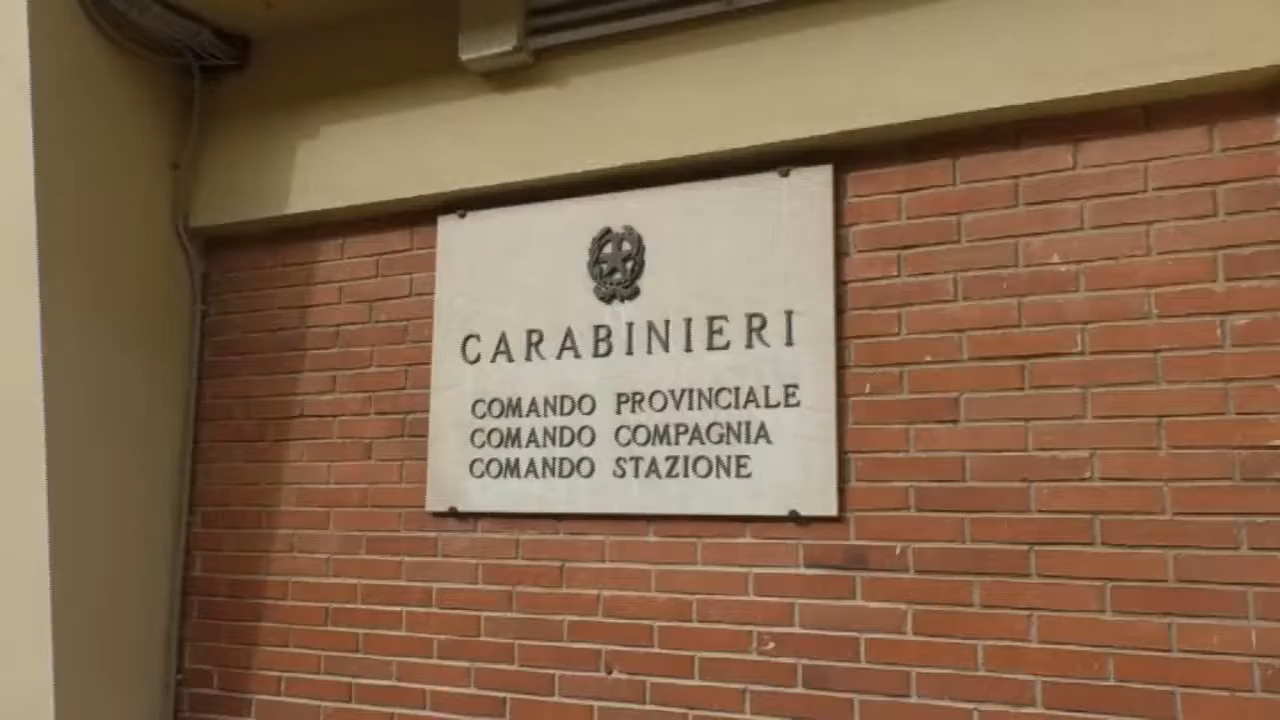 CARABINIERI
COMANDO PROVINCIALE
COMANDO COMPAGNIA
COMANDO STAZIONE